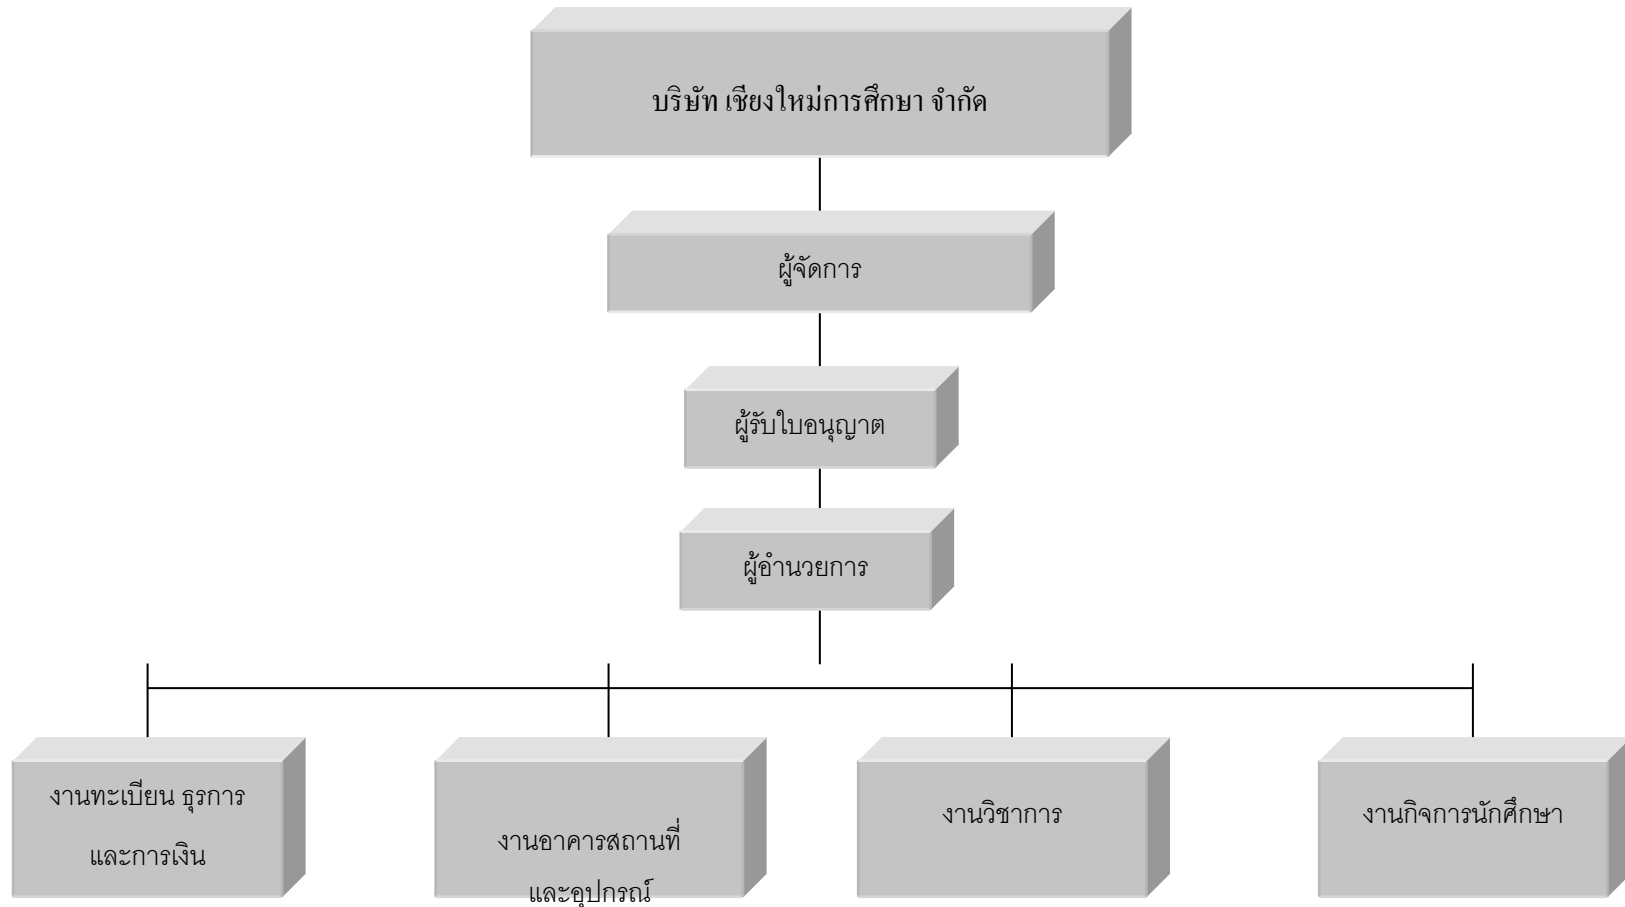 บริษัท เชียงใหม่การศึกษา จำกัด
ผู้จัดการ
ผู้รับใบอนุญาต
ผู้อำนวยการ
งานทะเบียน ธุรการ
และการเงิน
งานอาคารสถานที่
และอุปกรณ์
งานวิชาการ
งานกิจการนักศึกษา